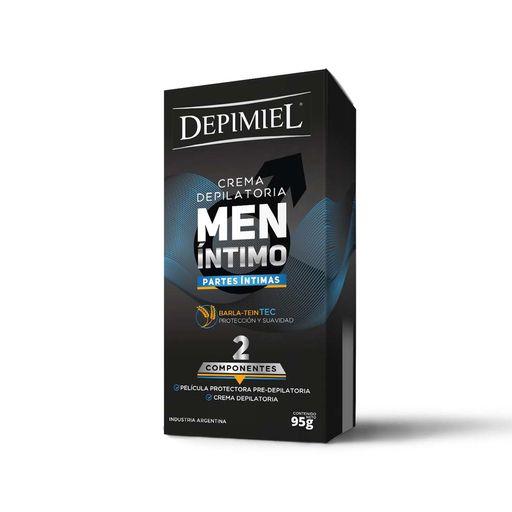 DEPIMIEL®
CREMA
DEPILATORIA
MEN
ÍNTIMO
PARTES ÍNTIMAS
BARLA-TEINTEC
PROTECCIÓN Y SUAVIDAD
2
COMPONENTES
PELÍCULA PROTECTORA PRE-DEPILATORIA
CREMA DEPILATORIA
INDUSTRIA ARGENTINA
CONTENIDO
NETO
95g